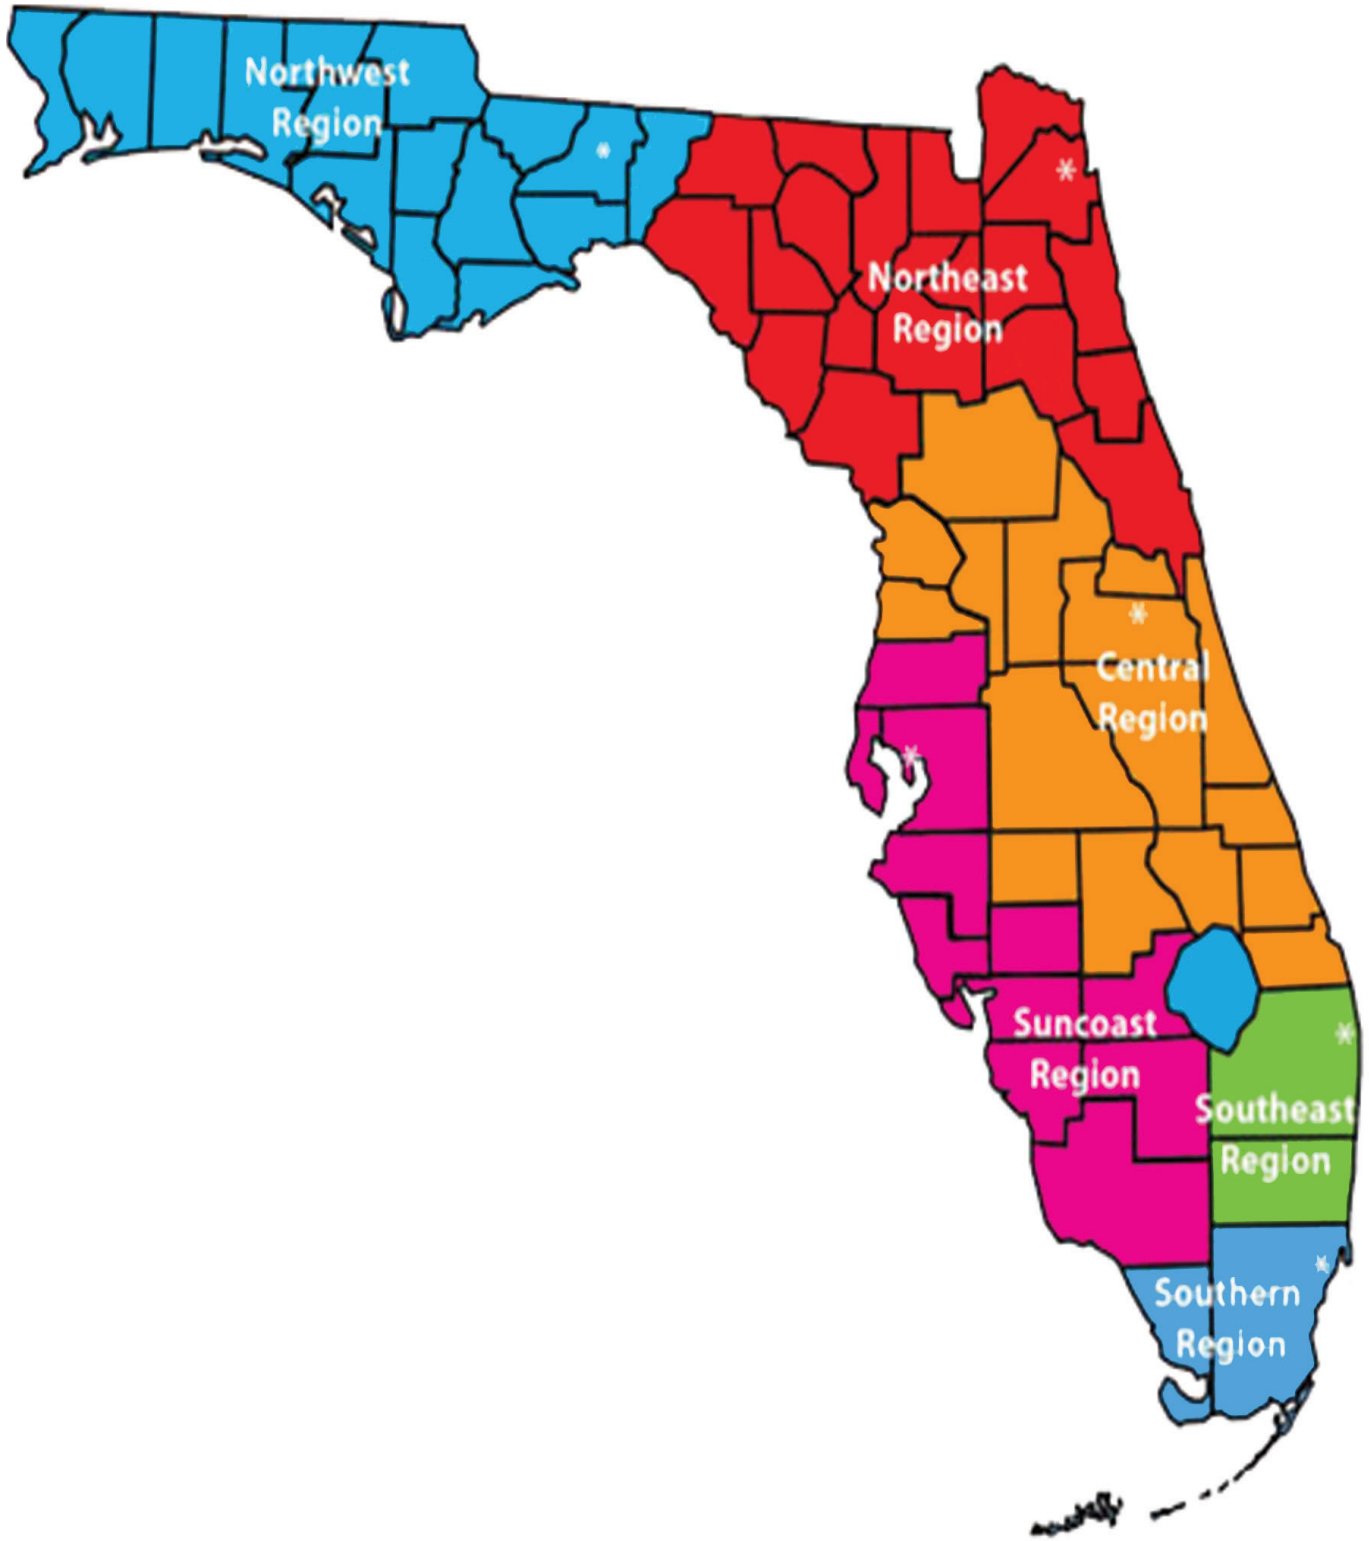 Northwest
Region
*
*
Northeast
Region
*
Central
Region
*
Suncoast
Region
*
Southeast
Region
*
Southern
Region